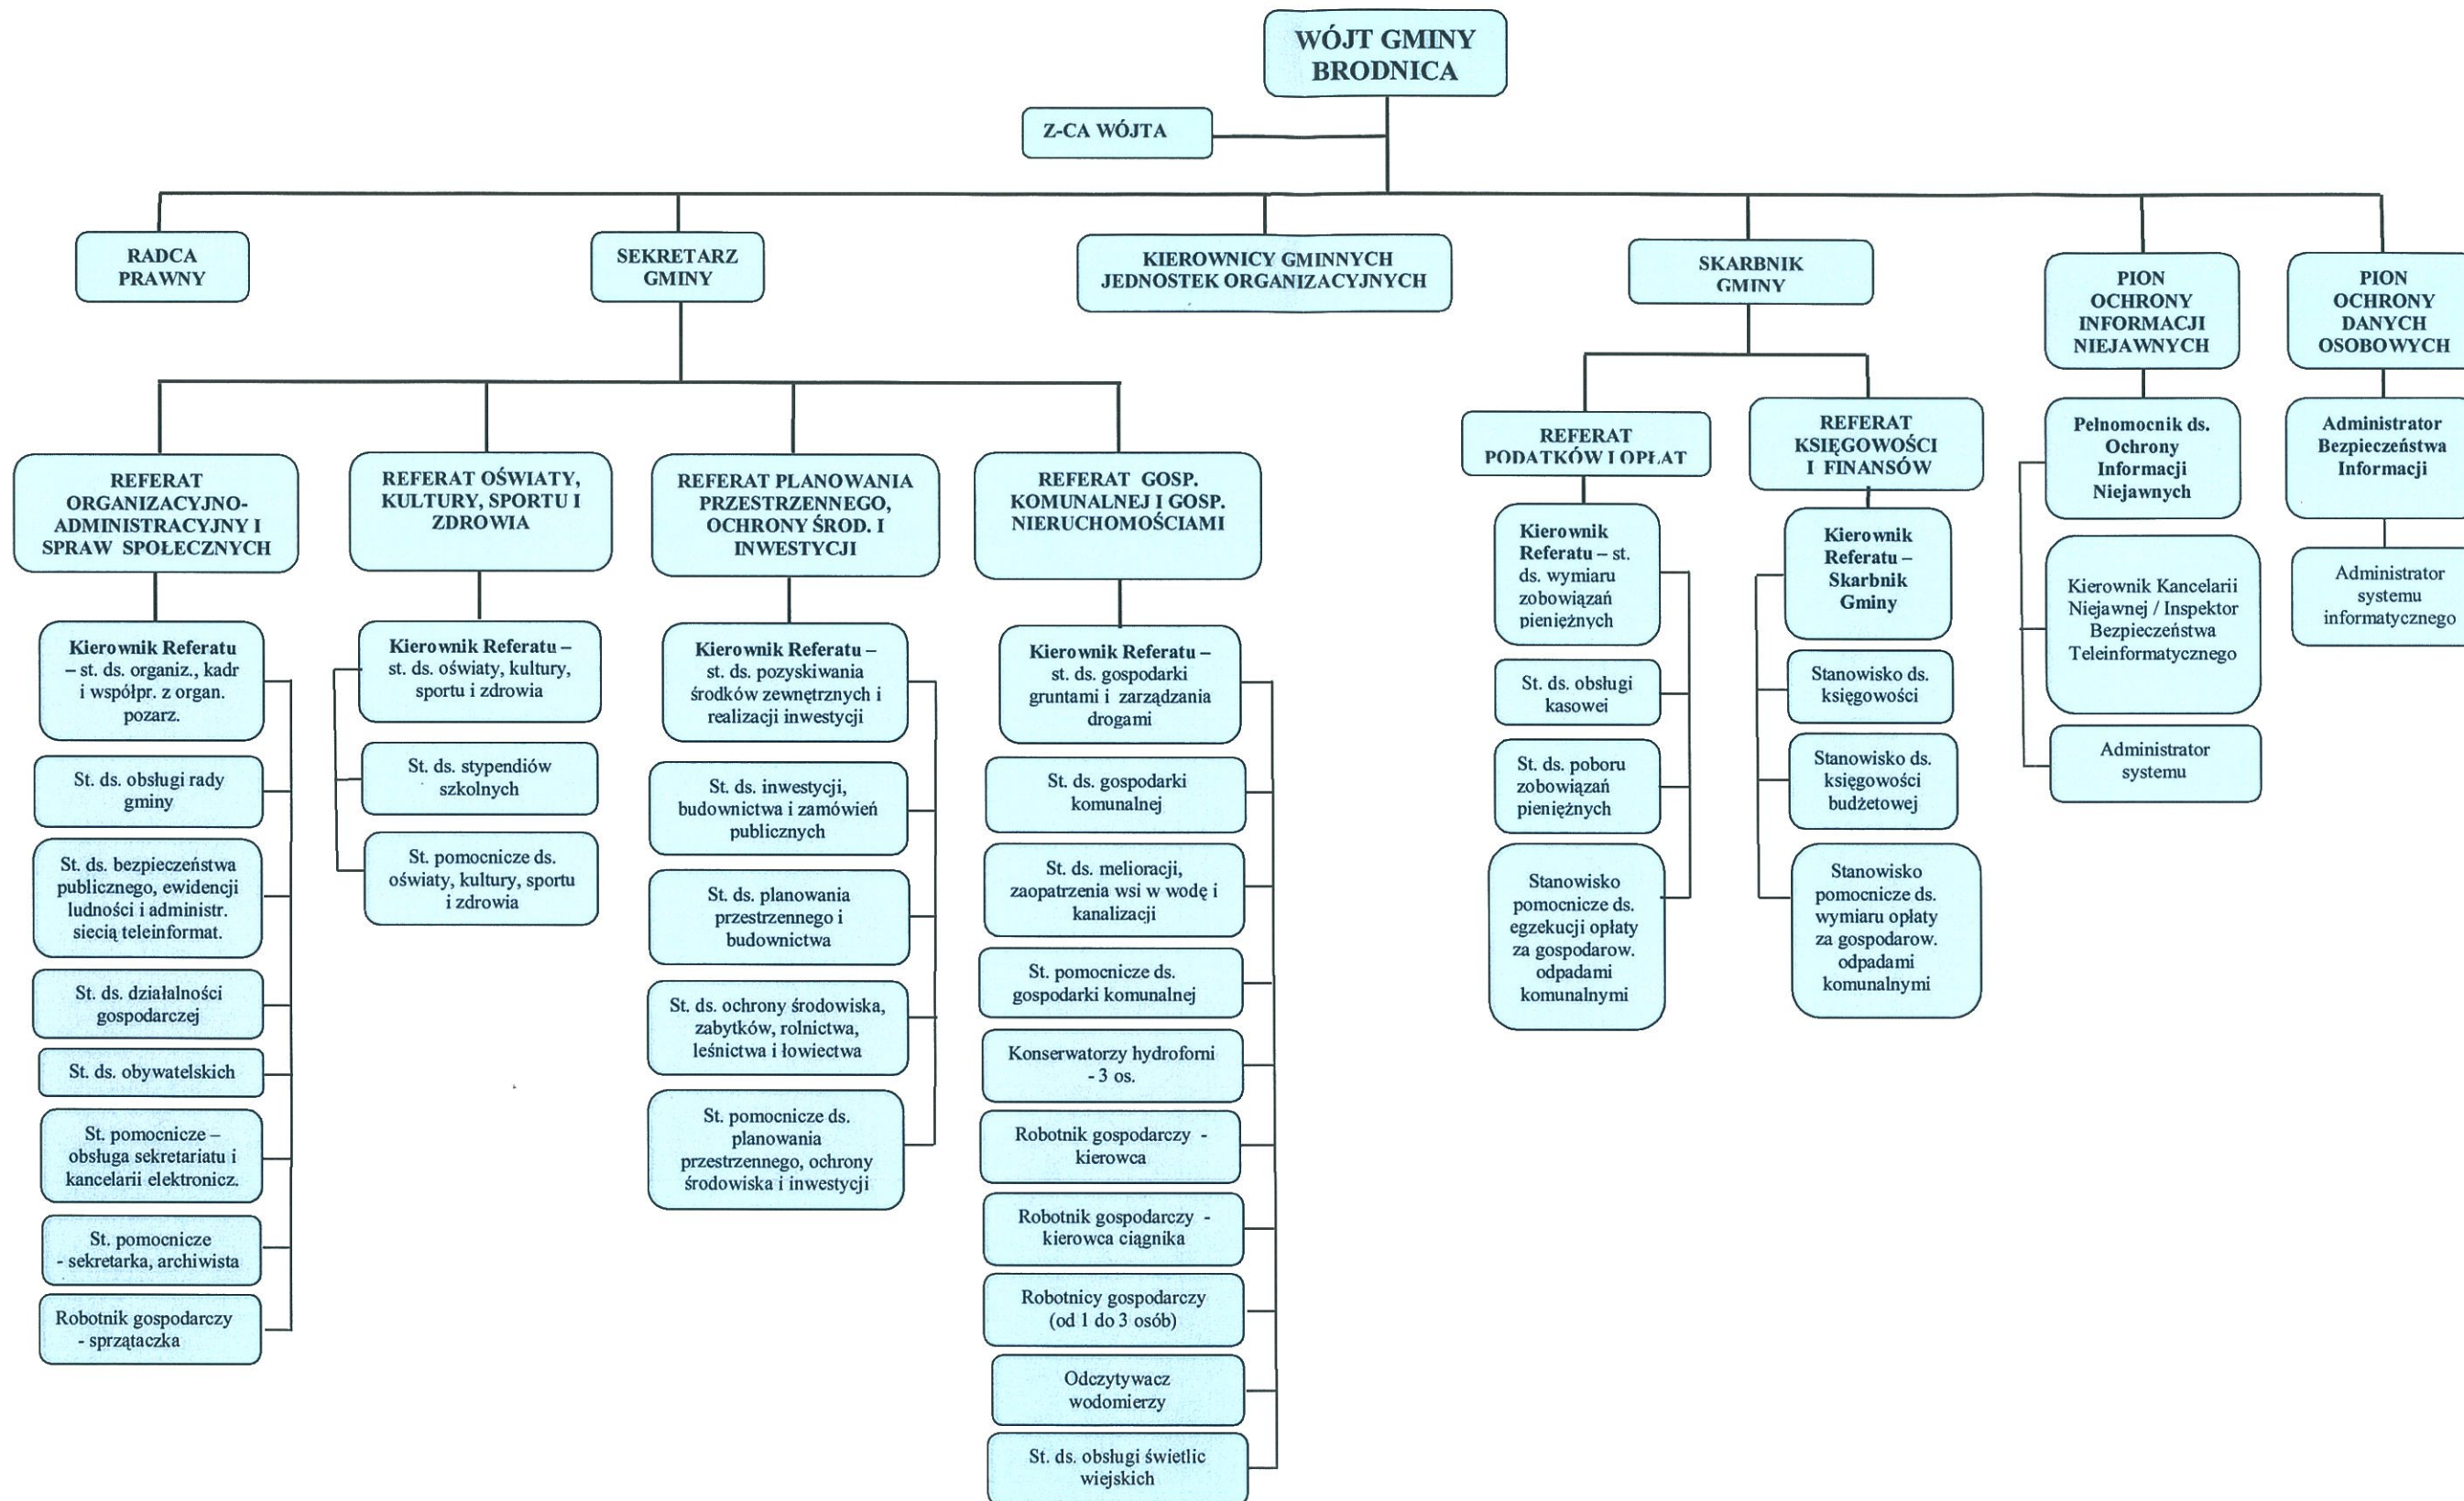 WÓJT GMINY
BRODNICA
Z-CA WÓJTA
RADCA
PRAWNY
SEKRETARZ
GMINY
KIEROWNICY GMINNYCH
JEDNOSTEK ORGANIZACYJNYCH
SKARBNIK
GMINY
PION
OCHRONY
INFORMACJI
NIEJAWNYCH
PION
OCHRONY
DANYCH
OSOBOWYCH
REFERAT
ORGANIZACYJNO-
ADMINISTRACYJNY I
SPRAW SPOŁECZNYCH
Kierownik Referatu
– st. ds. organiz., kadr
i współpr. z organ.
pozarz.
St. ds. obsługi rady
gminy
St. ds. bezpieczeństwa
publicznego, ewidencji
ludności i administr.
siecią teleinformat.
St. ds. działalności
gospodarczej
St. ds. obywatelskich
St. pomocnicze –
obsługa sekretariatu i
kancelarii elektronicz.
St. pomocnicze
- sekretarka, archiwista
Robotnik gospodarczy
- sprzątaczka
REFERAT OŚWIATY,
KULTURY, SPORTU I
ZDROWIA
Kierownik Referatu –
st. ds. oświaty, kultury,
sportu i zdrowia
St. ds. stypendiów
szkolnych
St. pomocnicze ds.
oświaty, kultury, sportu
i zdrowia
REFERAT PLANOWANIA
PRZESTRZENNEGO,
OCHRONY ŚROD. I
INWESTYCJI
Kierownik Referatu –
st. ds. pozyskiwania
środków zewnętrznych i
realizacji inwestycji
St. ds. inwestycji,
budownictwa i zamówień
publicznych
St. ds. planowania
przestrzennego i
budownictwa
St. ds. ochrony środowiska,
zabytków, rolnictwa,
leśnictwa i łowiectwa
St. pomocnicze ds.
planowania
przestrzennego, ochrony
środowiska i inwestycji
REFERAT GOSP.
KOMUNALNEJ I GOSP.
NIERUCHOMOŚCIAMI
Kierownik Referatu –
st. ds. gospodarki
gruntami i zarządzania
drogami
St. ds. gospodarki
komunalnej
St. ds. melioracji,
zaopatrzenia wsi w wodę i
kanalizacji
St. pomocnicze ds.
gospodarki komunalnej
Konserwatorzy hydroforni
- 3 os.
Robotnik gospodarczy -
kierowca
Robotnik gospodarczy -
kierowca ciągnika
Robotnicy gospodarczy
(od 1 do 3 osób)
Odczytywacz
wodomierzy
St. ds. obsługi świetlic
wiejskich
REFERAT
PODATKÓW I OPŁAT
Kierownik
Referatu – st.
ds. wymiaru
zobowiązań
pieniężnych
St. ds. obsługi
kasowei
St. ds. poboru
zobowiązań
pieniężnych
Stanowisko
pomocnicze ds.
egzekucji opłaty
za gospodarow.
odpadami
komunalnymi
REFERAT
KSIĘGOWOŚCI
I FINANSÓW
Kierownik
Referatu –
Skarbnik
Gminy
Stanowisko ds.
księgowości
Stanowisko ds.
księgowości
budżetowej
Stanowisko
pomocnicze ds.
wymiaru opłaty
za gospodarow.
odpadami
komunalnymi
Pełnomocnik ds.
Ochrony
Informacji
Niejawnych
Kierownik Kancelarii
Niejawnej / Inspektor
Bezpieczeństwa
Teleinformatycznego
Administrator
systemu
Administrator
Bezpieczeństwa
Informacji
Administrator
systemu
informatycznego